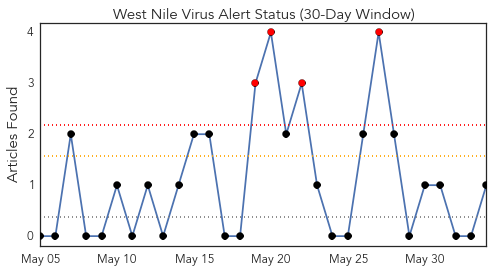 West Nile Virus Alert Status (30-Day Window)
Articles Found
4
3
2
1
0
May 05
May 10
May 15
May 20
May 25
May 30